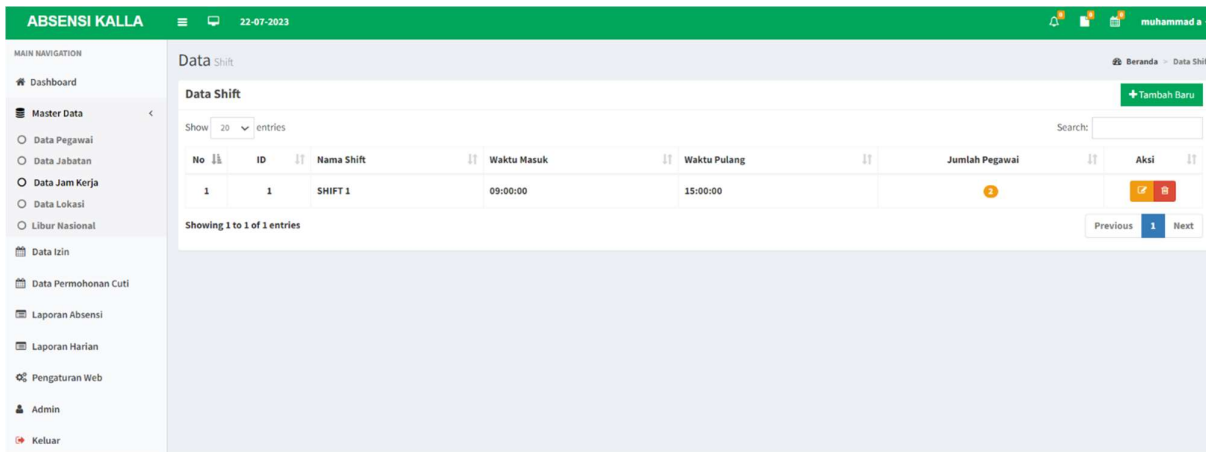 ABSENSI KALLA
22-07-2023
muhammad a
MAIN NAVIGATION
Dashboard
Master Data
Data Pegawai
Data Jabatan
Data Jam Kerja
Data Lokasi
Libur Nasional
Data Izin
Data Permohonan Cuti
Laporan Absensi
Laporan Harian
Pengaturan Web
Admin
Keluar
Data Shift
Beranda > Data Shif
Data Shift
+Tambah Baru
Show 20 entries
Search:
No ID Nama Shift Waktu Masuk Waktu Pulang Jumlah Pegawai Aksi
1 1 SHIFT 1 09:00:00 15:00:00 2
Showing 1 to 1 of 1 entries
Previous 1 Next